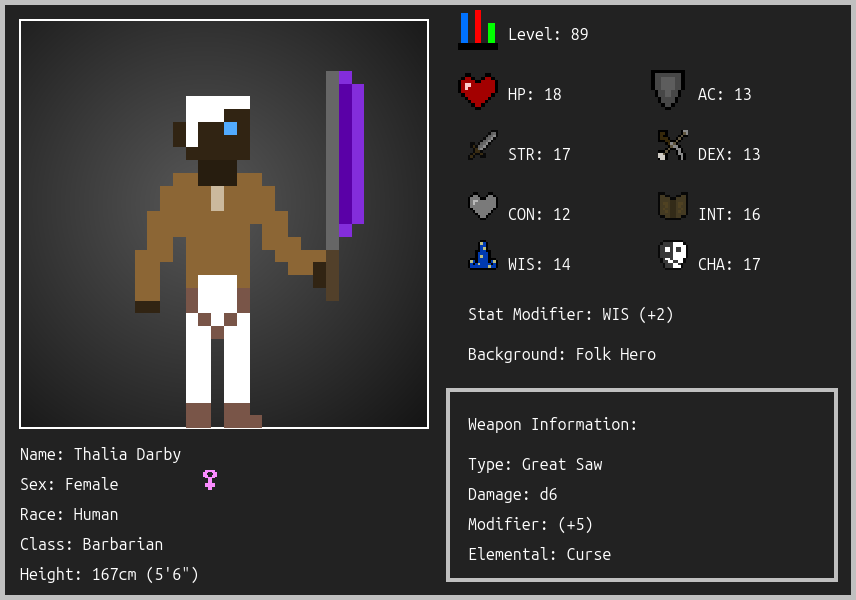 Level: 89
HP: 18
AC: 13
STR: 17
DEX: 13
CON: 12
INT: 16
WIS: 14
CHA: 17
Stat Modifier: WIS (+2)
Background: Folk Hero
Weapon Information:
Type: Great Saw
Damage: d6
Modifier: (+5)
Elemental: Curse
Name: Thalia Darby
Sex: Female
Race: Human
Class: Barbarian
Height: 167cm (5'6")